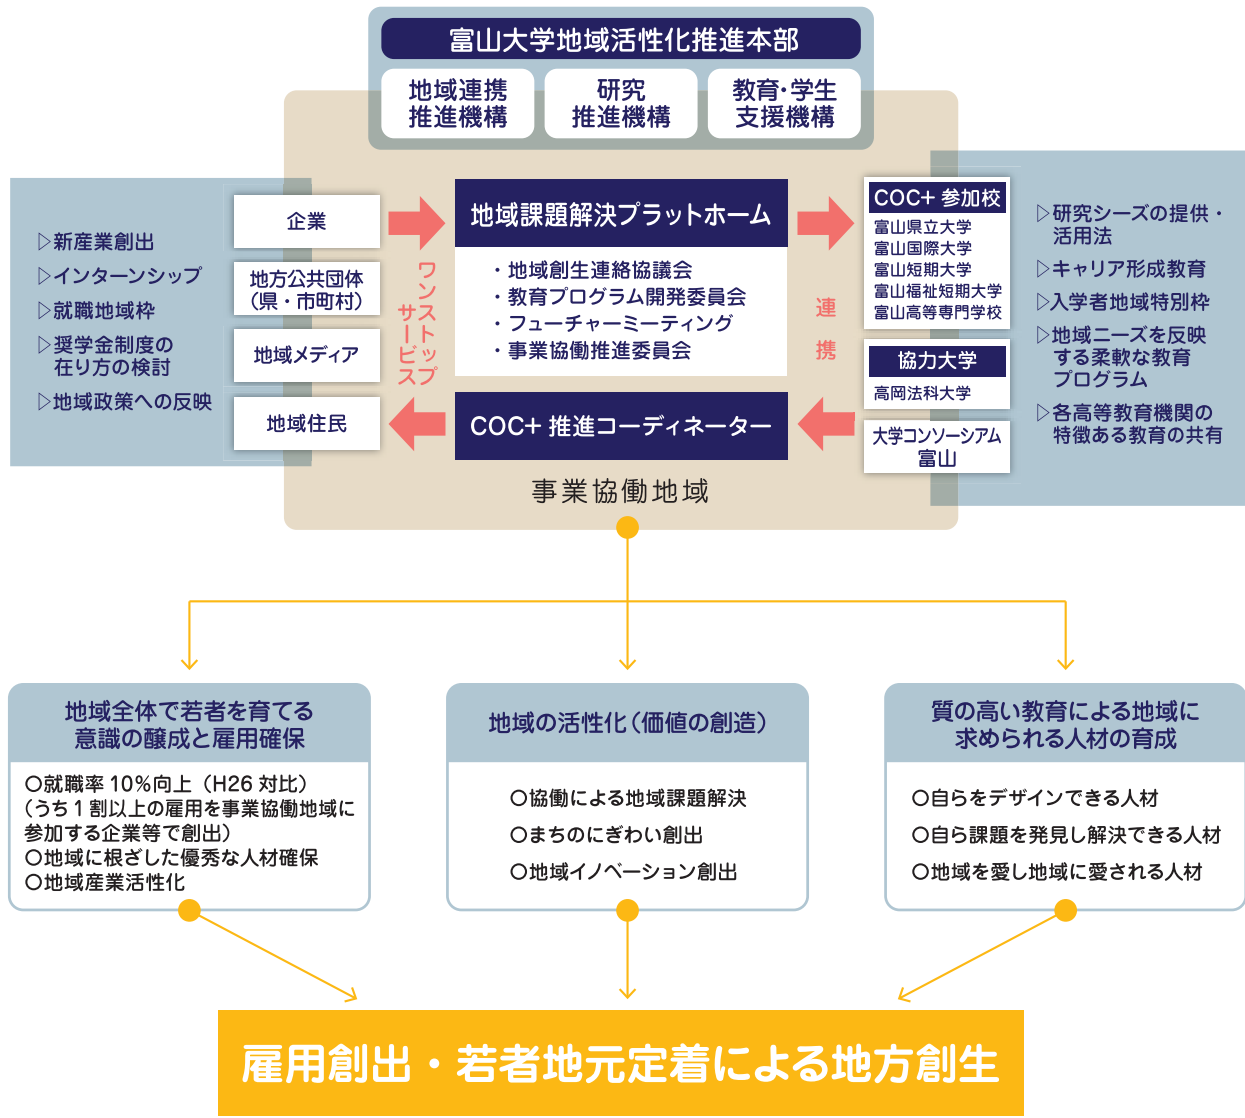 富山大学地域活性化推進本部
地域連携
推進機構
研究
推進機構
教育・学生
支援機構
▷新産業創出
▷インターンシップ
▷就職地域枠
▷奨学金制度の
在り方の検討
▷地域政策への反映
企業
地方公共団体
（県・市町村）
地域メディア
地域住民
ワンストップ
サービス
地域課題解決プラットホーム
・地域創生連絡協議会
・教育プログラム開発委員会
・フューチャーミーティング
・事業協働推進委員会
COC+ 推進コーディネーター
連携
COC+ 参加校
富山県立大学
富山国際大学
富山短期大学
富山福祉短期大学
富山高等専門学校
協力大学
高岡法科大学
大学コンソーシアム
富山
▷研究シーズの提供・
活用法
▷キャリア形成教育
▷入学者地域特別枠
▷地域ニーズを反映
する柔軟な教育
プログラム
▷各高等教育機関の
特徴ある教育の共有
事業協働地域
地域全体で若者を育てる
意識の醸成と雇用確保
○就職率 10%向上（H26 対比）
（うち 1 割以上の雇用を事業協働地域に
参加する企業等で創出）
○地域に根ざした優秀な人材確保
○地域産業活性化
地域の活性化（価値の創造）
○協働による地域課題解決
○まちのにぎわい創出
○地域イノベーション創出
質の高い教育による地域に
求められる人材の育成
○自らをデザインできる人材
○自ら課題を発見し解決できる人材
○地域を愛し地域に愛される人材
雇用創出・若者地元定着による地方創生